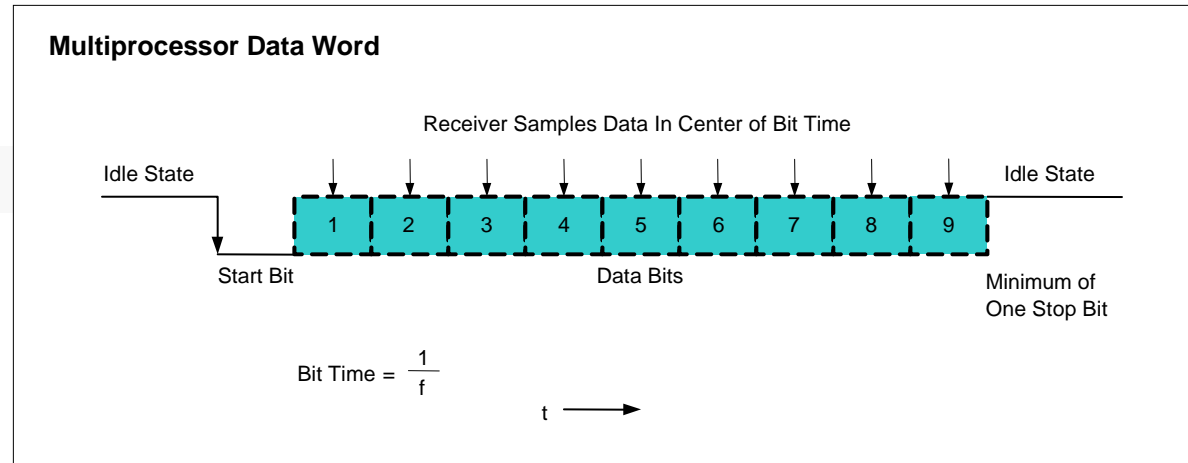 Multiprocessor Data Word
Receiver Samples Data In Center of Bit Time
Idle State
Idle State
1 2 3 4 5 6 7 8 9
Start Bit
Data Bits
Minimum of
One Stop Bit
Bit Time = 1
f
t